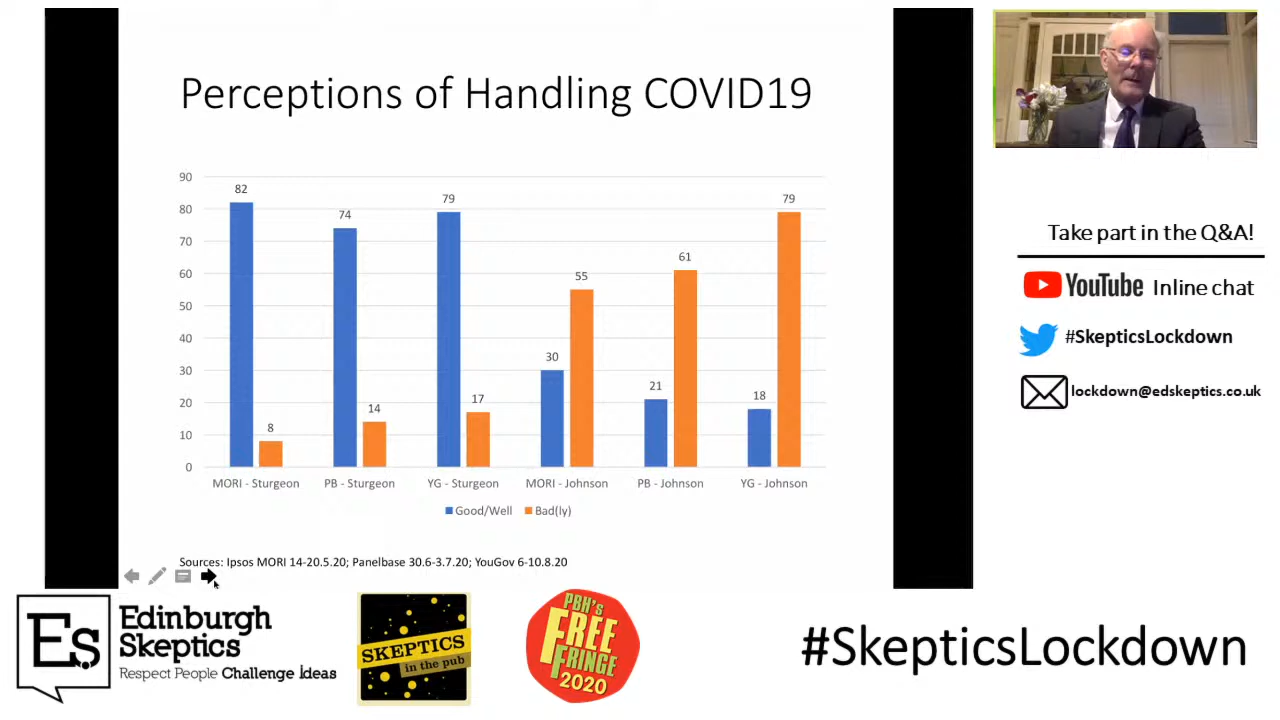 Perceptions of Handling COVID19
90
80
70
60
50
40
30
20
10
0
82
8
74
14
79
17
30
55
21
61
18
79
MORI - Sturgeon
PB - Sturgeon
YG - Sturgeon
MORI - Johnson
PB - Johnson
YG - Johnson
Good/Well
Bad(ly)
Sources: Ipsos MORI 14-20.5.20; Panelbase 30.6-3.7.20; YouGov 6-10.8.20
Take part in the Q&A!
YouTube Inline chat
#SkepticsLockdown
lockdown@edskeptics.co.uk
Es
Edinburgh
Skeptics
Respect People Challenge Ideas
SKEPTICS
in the pub
PBH's
FREE
FRINGE
2020
#SkepticsLockdown